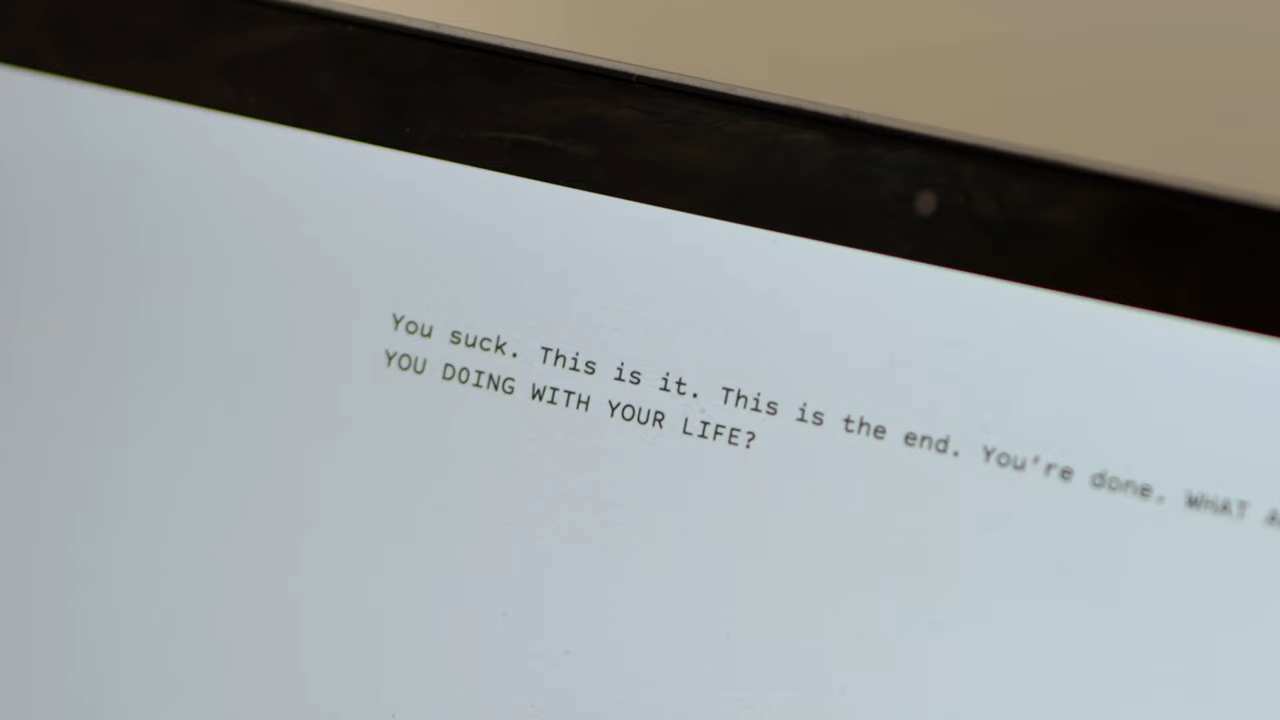 You suck. This is it. This is the end. You're done. WHAT
YOU DOING WITH YOUR LIFE?